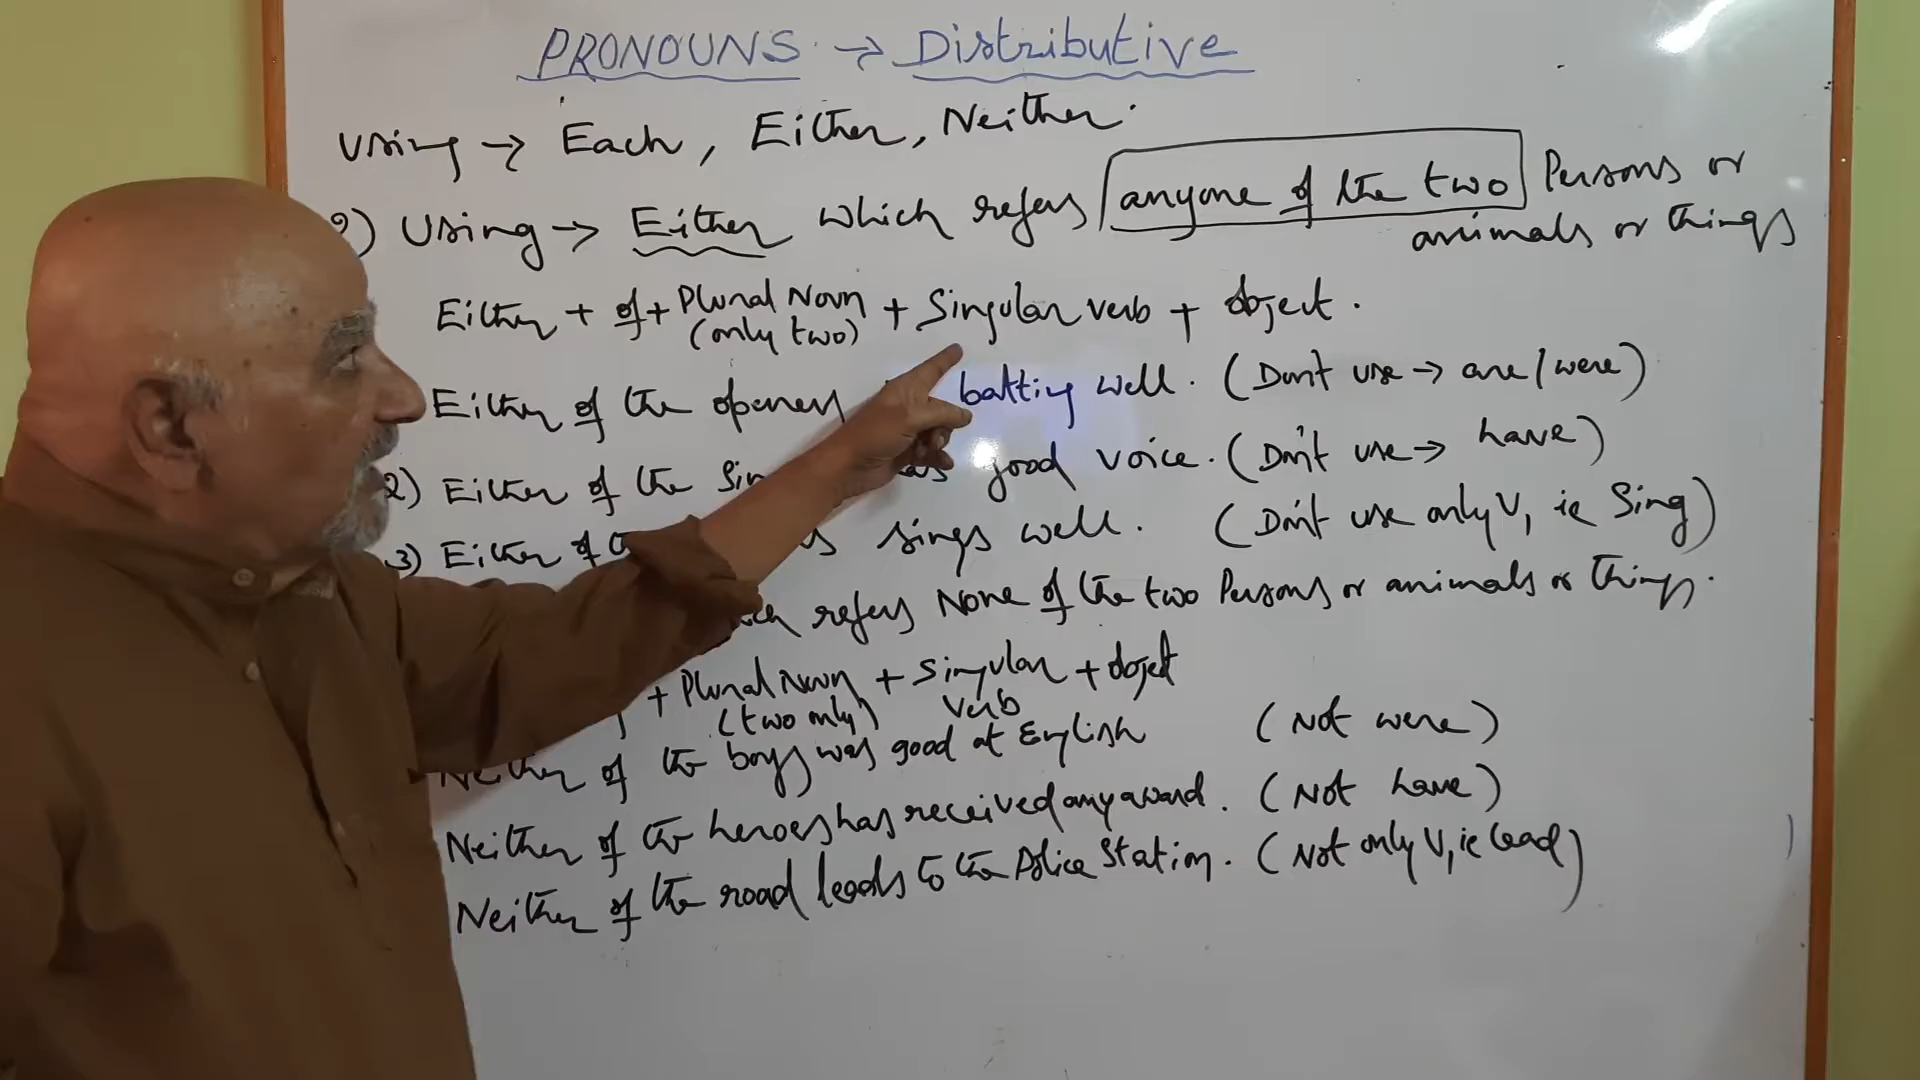 PRONOUNS → Distributive
Using → Each, Either, Neither.
2) Using → Either which refers anyone of the two Persons or
animals or things
Either + of + Plural Noun + Singular verb + object.
(only two)
Either of the openers batting well. (Don't use → are/were)
2) Either of the has good voice. (Don't use → have)
3) Either of sings well. (Don't use only V1 ie Sing)
refers None of the two Persons or animals or things.
+ Plural Noun + Singular + object
(two only) verb
Neither of the boys was good at English (Not were)
Neither of the heroes has received any award. (Not have)
Neither of the road leads to the Police Station. (Not only V1 ie lead)